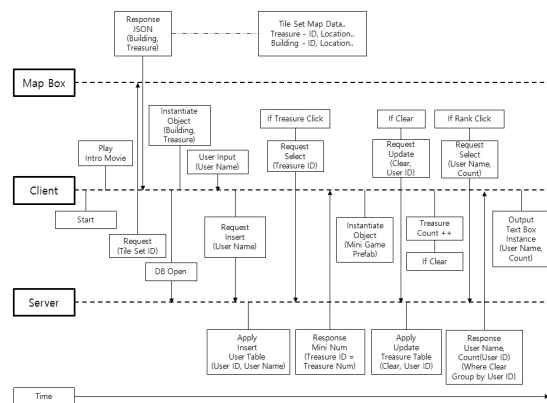 Response
JSON
(Building,
Treasure)
Tile Set Map Data..
Treasure - ID, Location..
Building - ID, Location..
Map Box
Instantiate
Object
(Building,
Treasure)
If Treasure Click
If Clear
If Rank Click
Play
Intro Movie
User Input
(User Name)
Request
Select
(Treasure ID)
Request
Update
(Clear,
User ID)
Request
Select
(User Name,
Count)
Client
Start
Request
(Tile Set ID)
DB Open
Request
Insert
(User Name)
Instantiate
Object
(Mini Game
Prefab)
Treasure
Count ++
If Clear
Output
Text Box
Instance
(User Name,
Count)
Server
Apply
Insert
User Table
(User ID, User Name)
Response
Mini Num
(Treasure ID =
Treasure Num)
Apply
Update
Treasure Table
(Clear, User ID)
Response
User Name,
Count(User ID)
(Where Clear
Group by User ID)
Time